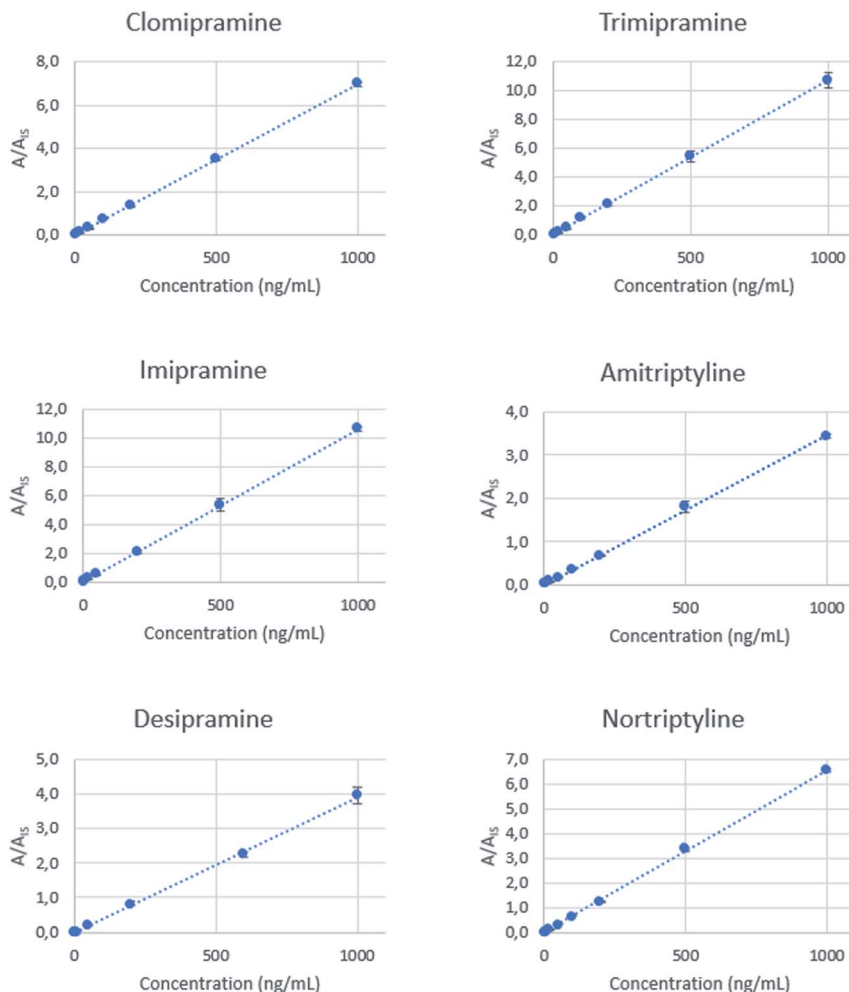 Clomipramine
8,0
6,0
4,0
2,0
0,0
A/AIS
0 500 1000
Concentration (ng/mL)
Trimipramine
12,0
10,0
8,0
6,0
4,0
2,0
0,0
A/AIS
0 500 1000
Concentration (ng/mL)
Imipramine
12,0
10,0
8,0
6,0
4,0
2,0
0,0
A/AIS
0 500 1000
Concentration (ng/mL)
Amitriptyline
4,0
3,0
2,0
1,0
0,0
A/AIS
0 500 1000
Concentration (ng/mL)
Desipramine
5,0
4,0
3,0
2,0
1,0
0,0
A/AIS
0 500 1000
Concentration (ng/mL)
Nortriptyline
7,0
6,0
5,0
4,0
3,0
2,0
1,0
0,0
A/AIS
0 500 1000
Concentration (ng/mL)